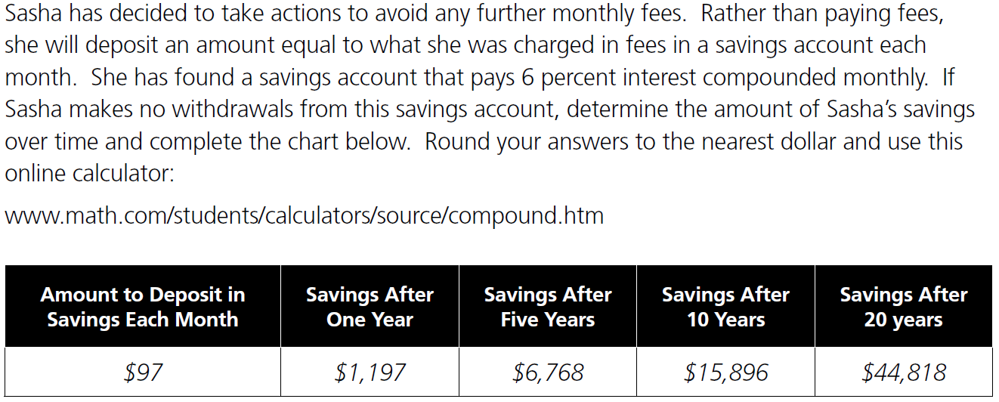 Sasha has decided to take actions to avoid any further monthly fees.  Rather than paying fees,
she will deposit an amount equal to what she was charged in fees in a savings account each
month.  She has found a savings account that pays 6 percent interest compounded monthly.  If
Sasha makes no withdrawals from this savings account, determine the amount of Sasha’s savings
over time and complete the chart below.  Round your answers to the nearest dollar and use this
online calculator:
www.math.com/students/calculators/source/compound.htm
Amount to Deposit in
Savings Each Month
Savings After
One Year
Savings After
Five Years
Savings After
10 Years
Savings After
20 years
$97
$1,197
$6,768
$15,896
$44,818